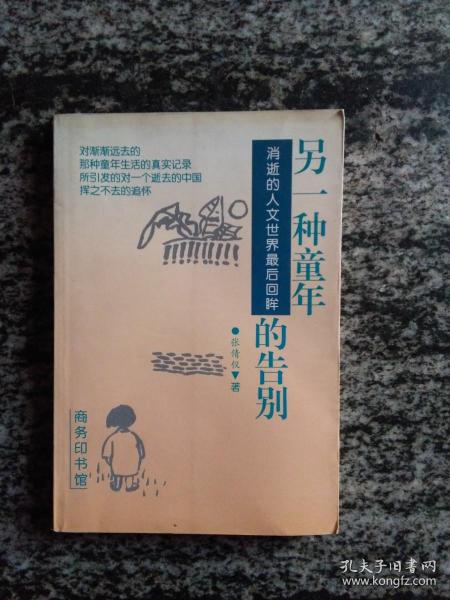 对渐渐远去的
那种童年生活的真实记录
所引发的对一个逝去的中国
挥之不去的追怀
另一种童年
的告别
消逝的人文世界最后回眸
张倩仪
著
商务印书馆
孔夫子旧书网
www.kongfz.com